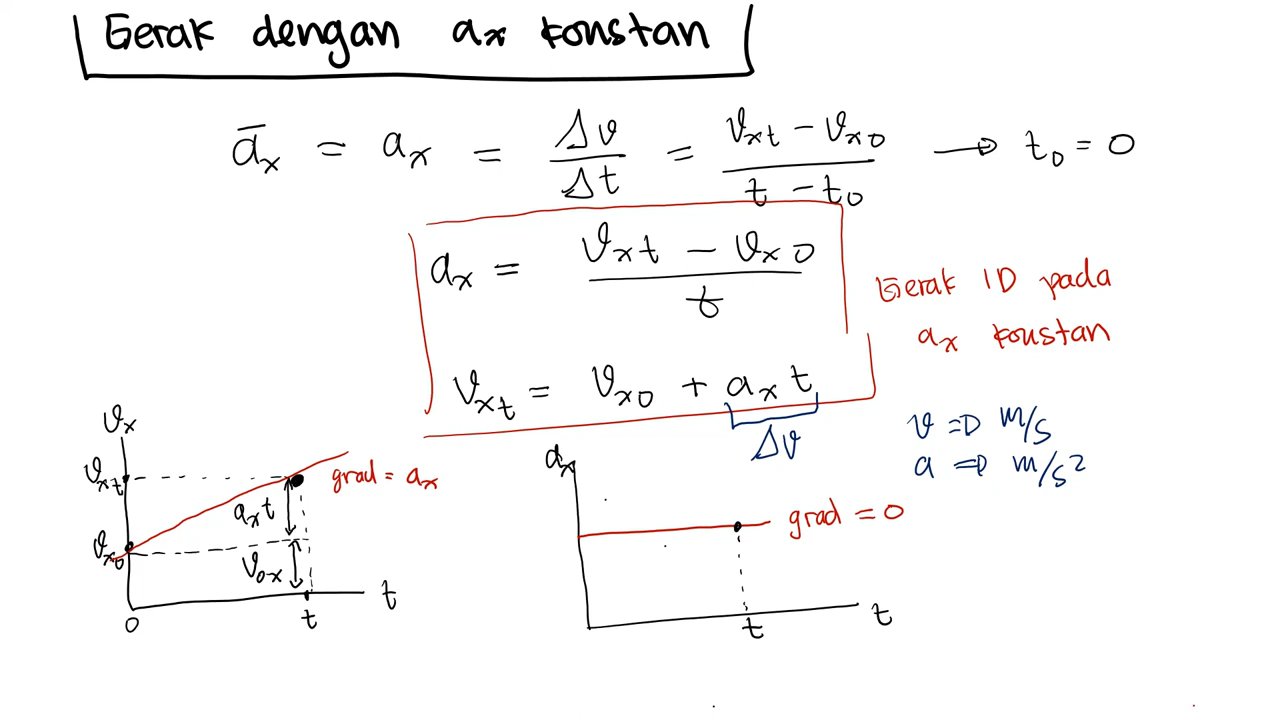 Gerak dengan ax konstan
āx = ax = Δv/Δt = (vxt - vx0)/(t - t0) → t0 = 0
ax = (vxt - vx0)/t
Gerak 1D pada
ax konstan
vxt = vx0 + ax t
Δv
v ⇒ m/s
a ⇒ m/s²
vx
vxt
grad = ax
axt
vx0
v0x
0
t
t
ax
grad = 0
t
t